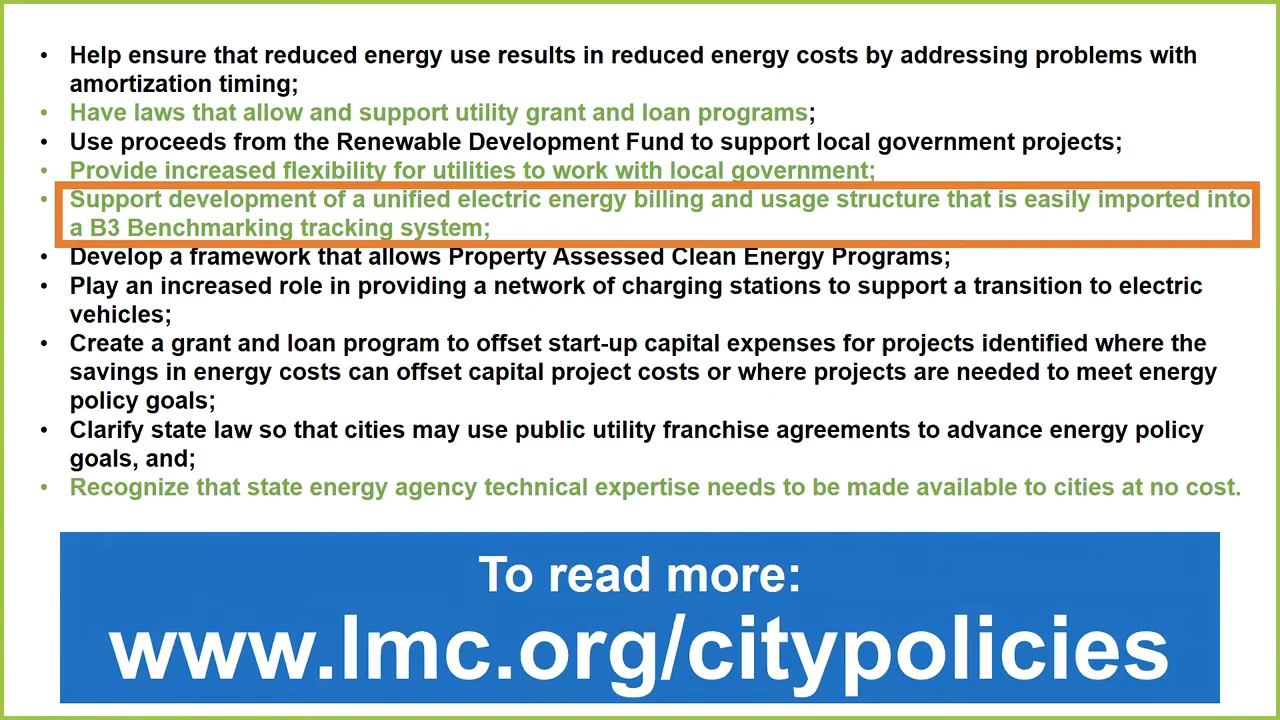 • Help ensure that reduced energy use results in reduced energy costs by addressing problems with
amortization timing;
• Have laws that allow and support utility grant and loan programs;
• Use proceeds from the Renewable Development Fund to support local government projects;
• Provide increased flexibility for utilities to work with local government;
• Support development of a unified electric energy billing and usage structure that is easily imported into
a B3 Benchmarking tracking system;
• Develop a framework that allows Property Assessed Clean Energy Programs;
• Play an increased role in providing a network of charging stations to support a transition to electric
vehicles;
• Create a grant and loan program to offset start-up capital expenses for projects identified where the
savings in energy costs can offset capital project costs or where projects are needed to meet energy
policy goals;
• Clarify state law so that cities may use public utility franchise agreements to advance energy policy
goals, and;
• Recognize that state energy agency technical expertise needs to be made available to cities at no cost.
To read more:
www.lmc.org/citypolicies